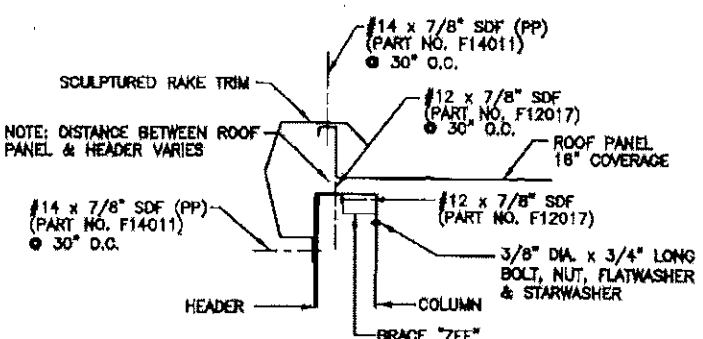 #14 x 7/8" SDF (PP)
(PART NO. F14011)
@ 30" O.C.
SCULPTURED RAKE TRIM
#12 x 7/8" SDF
(PART NO. F12017)
@ 30" O.C.
NOTE: DISTANCE BETWEEN ROOF
PANEL & HEADER VARIES
ROOF PANEL
16" COVERAGE
#14 x 7/8" SDF (PP)
(PART NO. F14011)
@ 30" O.C.
#12 x 7/8" SDF
(PART NO. F12017)
3/8" DIA. x 3/4" LONG
BOLT, NUT, FLATWASHER
& STARWASHER
HEADER
COLUMN
BRACE "ZEE"